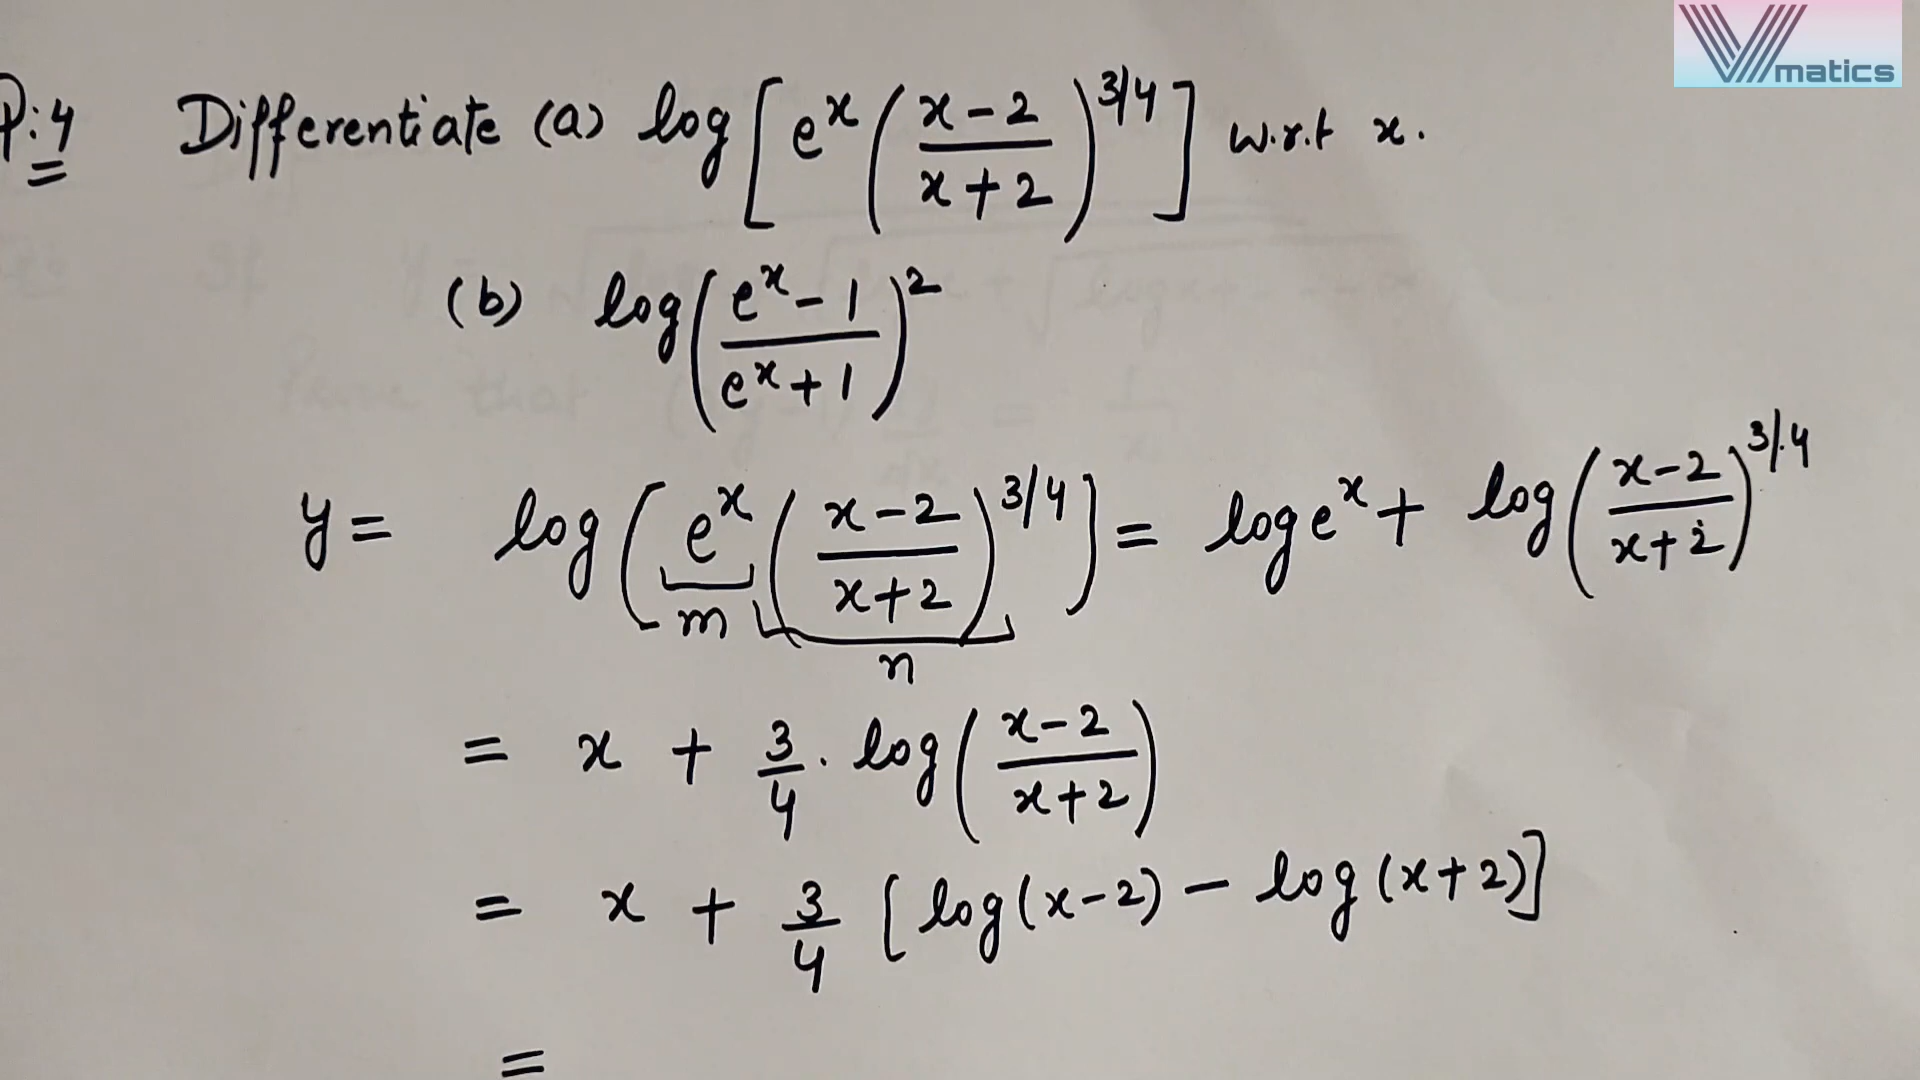 Vmatics
P:4 Differentiate (a) log[e^x((x-2)/(x+2))^3/4] w.r.t x.
(b) log((e^x-1)/(e^x+1))^2
y = log(e^x((x-2)/(x+2))^3/4] = log e^x + log((x-2)/(x+2))^3/4
m n
= x + 3/4 . log((x-2)/(x+2))
= x + 3/4 [log(x-2) - log(x+2)]
=